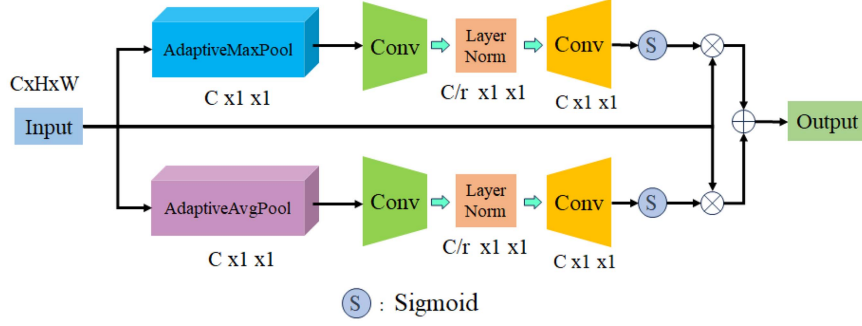 AdaptiveMaxPool
Conv
Layer
Norm
Conv
S
C x1 x1
C/r x1 x1
C x1 x1
CxHxW
Input
Output
AdaptiveAvgPool
Conv
Layer
Norm
Conv
S
C x1 x1
C/r x1 x1
C x1 x1
S : Sigmoid